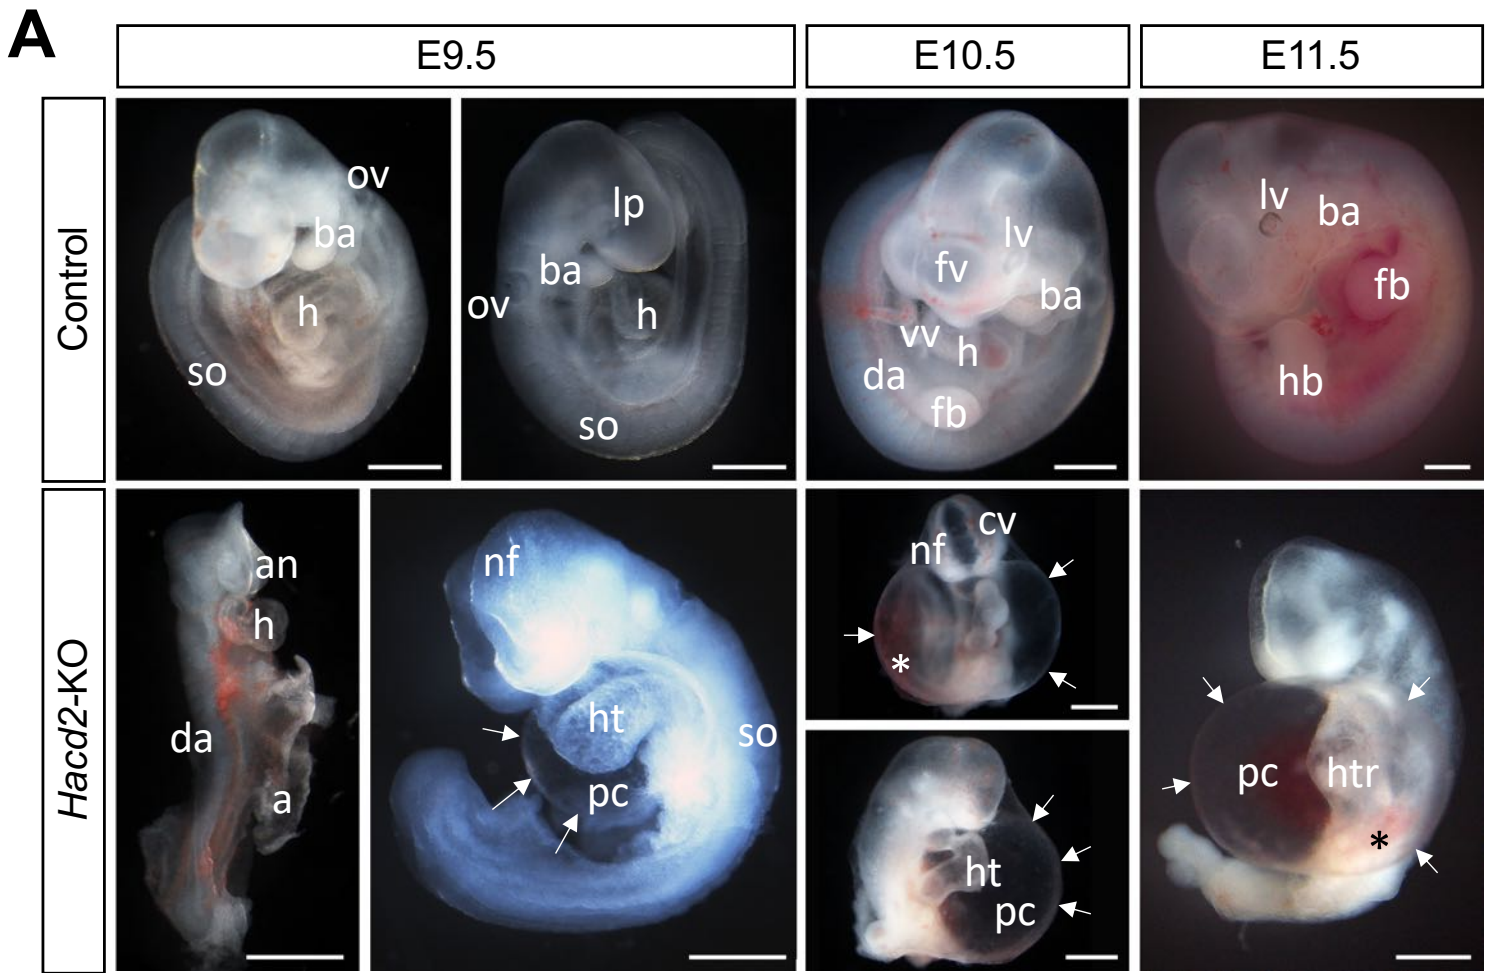 A
E9.5
E10.5
E11.5
Control
ov
ba
h
so
lp
ba
ov
h
so
lv
fv
ba
vv
h
da
fb
lv
ba
fb
hb
Hacd2-KO
an
h
da
a
nf
ht
so
pc
cv
nf
*
ht
pc
pc
htr
*